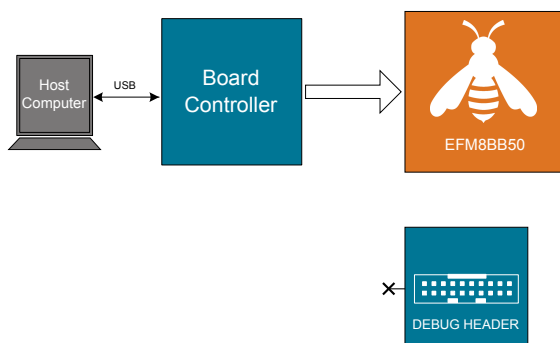 Host
Computer
USB
Board
Controller
EFM8BB50
DEBUG HEADER